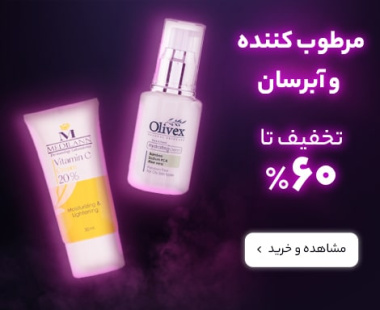 مرطوب کننده
و آبرسان
تخفیف تا
۶۰%
مشاهده و خرید
Olivex
M
MEDILANN
Vitamin C
20%
Moisturizing &
Lightening